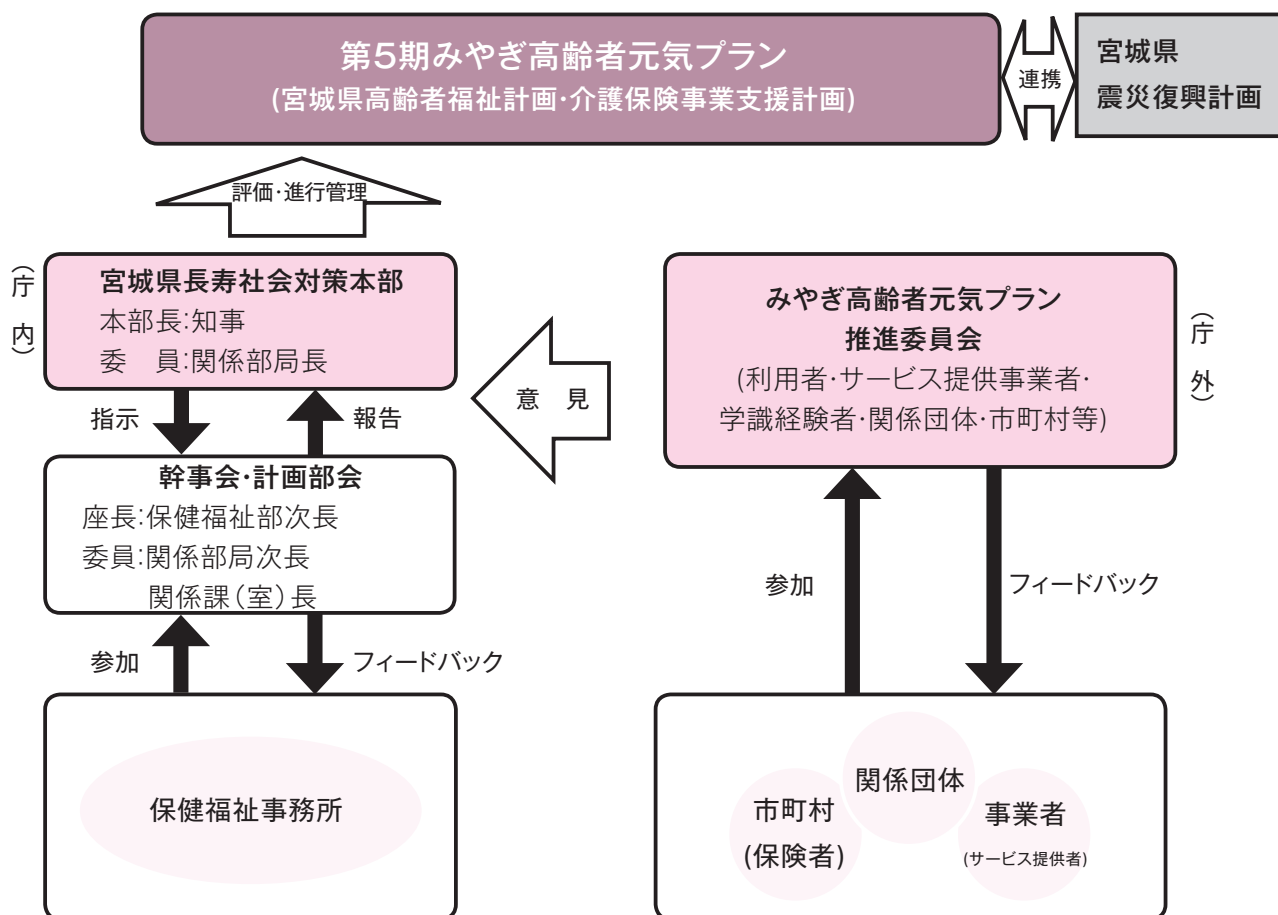 第5期みやぎ高齢者元気プラン
(宮城県高齢者福祉計画・介護保険事業支援計画)
連携
宮城県
震災復興計画
評価・進行管理
(庁内)
宮城県長寿社会対策本部
本部長:知事
委　員:関係部局長
指示
報告
幹事会・計画部会
座長:保健福祉部次長
委員:関係部局次長
関係課(室)長
参加
フィードバック
保健福祉事務所
意　見
(庁外)
みやぎ高齢者元気プラン
推進委員会
(利用者・サービス提供事業者・
学識経験者・関係団体・市町村等)
参加
フィードバック
関係団体
市町村
(保険者)
事業者
(サービス提供者)